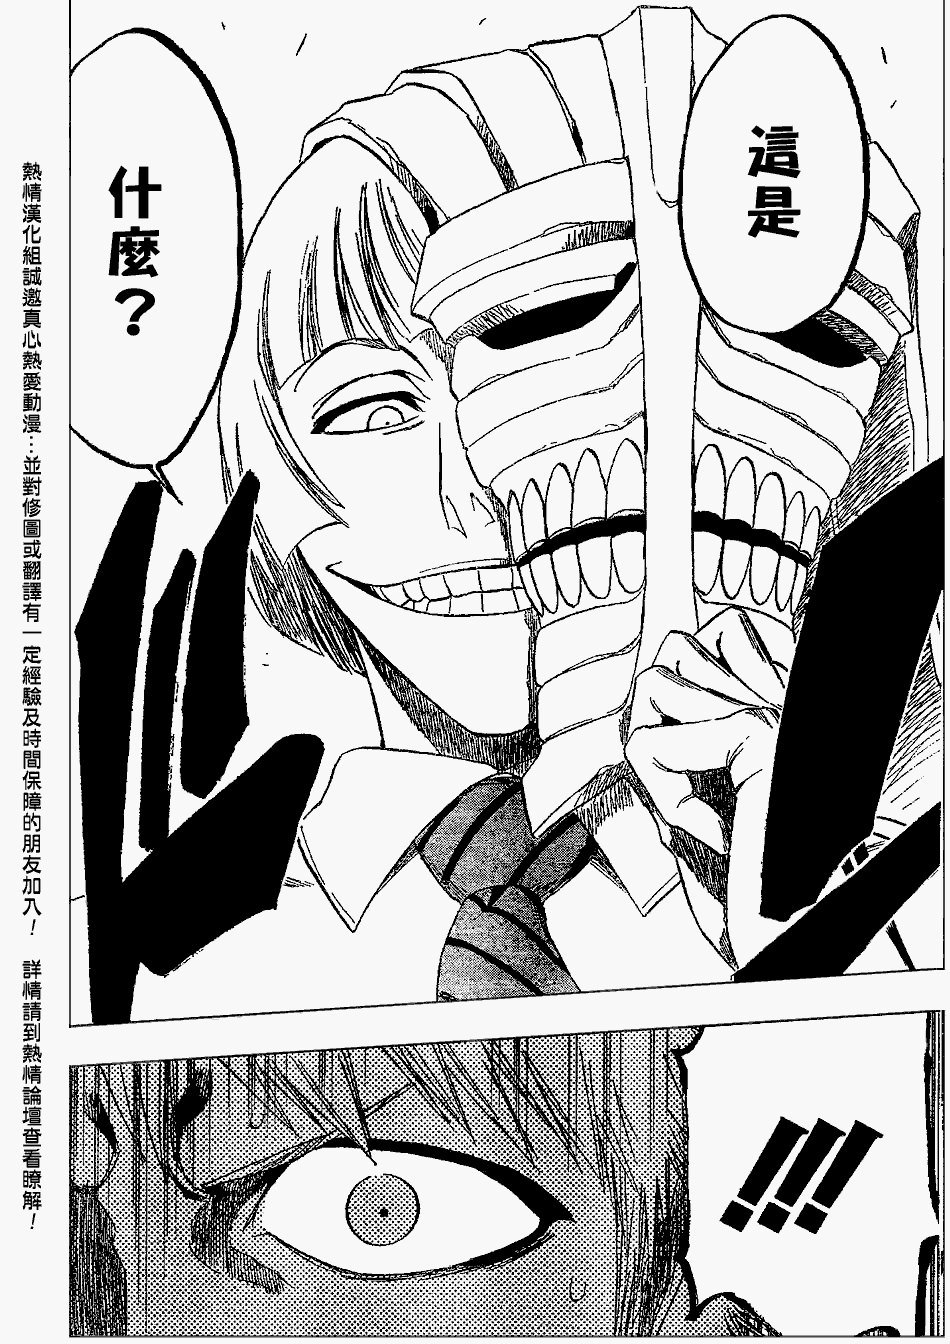 這是
什麼？
!!!
熱情漢化組誠邀真心熱愛動漫…並對修圖或翻譯有一定經驗及時間保障的朋友加入！ 詳情請到熱情論壇查看瞭解！